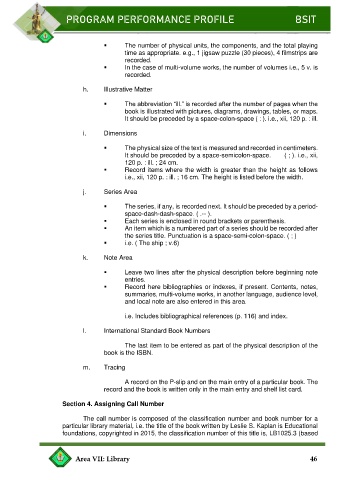 PROGRAM PERFORMANCE PROFILE BSIT
• The number of physical units, the components, and the total playing
time as appropriate. e.g., 1 jigsaw puzzle (30 pieces), 4 filmstrips are
recorded.
• In the case of multi-volume works, the number of volumes i.e., 5 v. is
recorded.
h. Illustrative Matter
• The abbreviation "ill." is recorded after the number of pages when the
book is illustrated with pictures, diagrams, drawings, tables, or maps.
It should be preceded by a space-colon-space ( : ). i.e., xii, 120 p. : ill.
i. Dimensions
• The physical size of the text is measured and recorded in centimeters.
It should be preceded by a space-semicolon-space. ( ; ). i.e., xii,
120 p. : ill. ; 24 cm.
• Record items where the width is greater than the height as follows
i.e., xii, 120 p. : ill. ; 16 cm. The height is listed before the width.
j. Series Area
• The series, if any, is recorded next. It should be preceded by a period-
space-dash-dash-space. ( .-- ).
• Each series is enclosed in round brackets or parenthesis.
• An item which is a numbered part of a series should be recorded after
the series title. Punctuation is a space-semi-colon-space. ( ; )
• i.e. ( The ship ; v.6)
k. Note Area
• Leave two lines after the physical description before beginning note
entries.
• Record here bibliographies or indexes, if present. Contents, notes,
summaries, multi-volume works, in another language, audience level,
and local note are also entered in this area.
i.e. Includes bibliographical references (p. 116) and index.
l. International Standard Book Numbers
The last item to be entered as part of the physical description of the
book is the ISBN.
m. Tracing
A record on the P-slip and on the main entry of a particular book. The
record and the book is written only in the main entry and shelf list card.
Section 4. Assigning Call Number
The call number is composed of the classification number and book number for a
particular library material, i.e. the title of the book written by Leslie S. Kaplan is Educational
foundations, copyrighted in 2015, the classification number of this title is, LB1025.3 (based
Area VII: Library 46